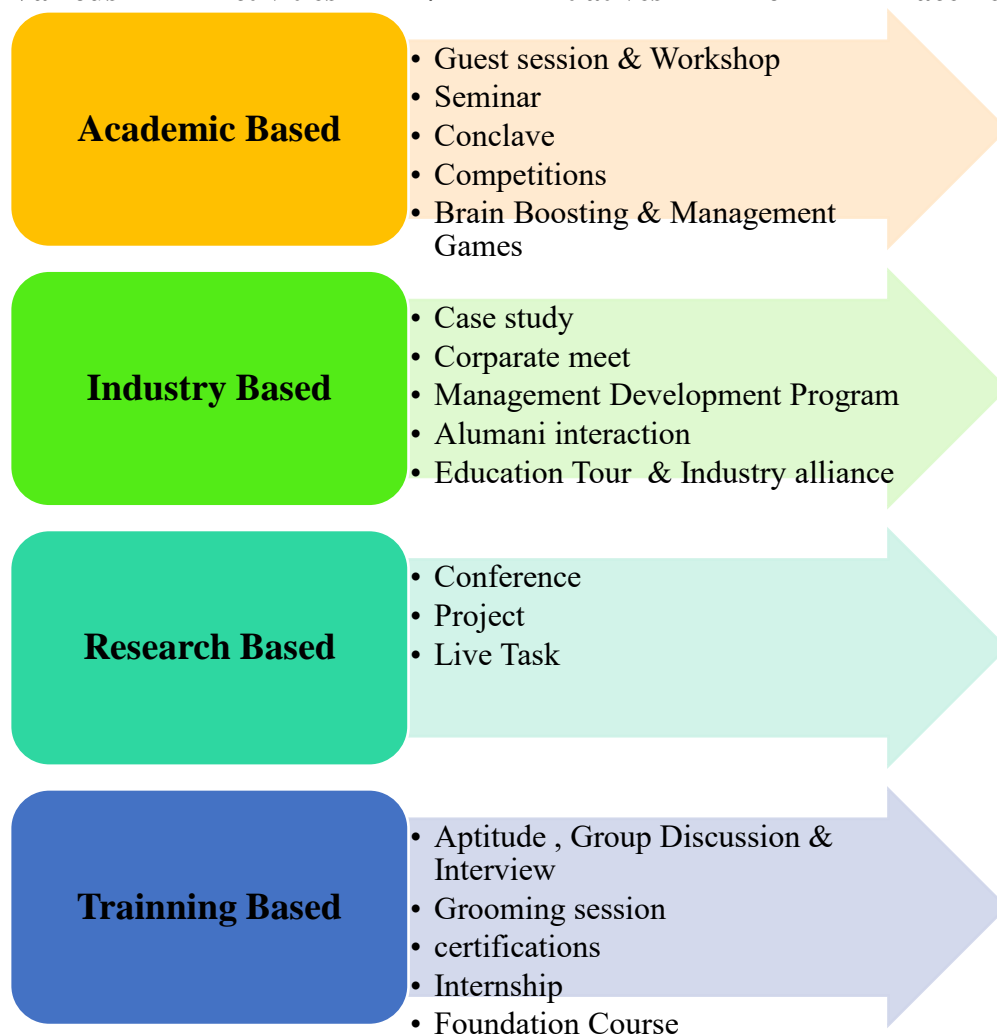 Academic Based
• Guest session & Workshop
• Seminar
• Conclave
• Competitions
• Brain Boosting & Management
Games
Industry Based
• Case study
• Corparate meet
• Management Development Program
• Alumani interaction
• Education Tour & Industry alliance
Research Based
• Conference
• Project
• Live Task
Trainning Based
• Aptitude , Group Discussion &
Interview
• Grooming session
• certifications
• Internship
• Foundation Course